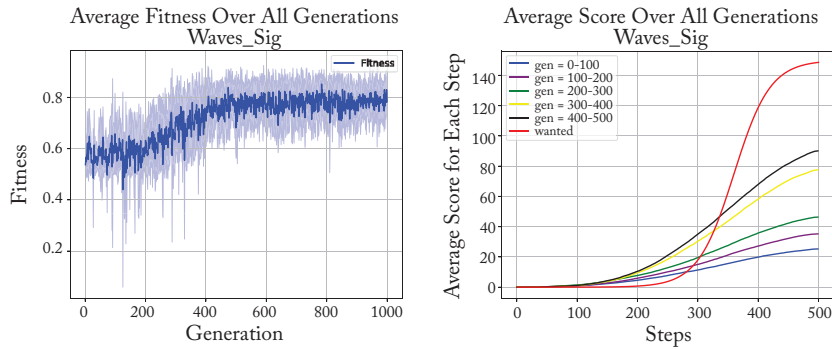 Average Fitness Over All Generations
Waves_Sig
Fitness
0.8
0.6
0.4
0.2
Fitness
0 200 400 600 800 1000
Generation
Average Score Over All Generations
Waves_Sig
gen = 0-100
gen = 100-200
gen = 200-300
gen = 300-400
gen = 400-500
wanted
140
120
100
80
60
40
20
0
Average Score for Each Step
0 100 200 300 400 500
Steps